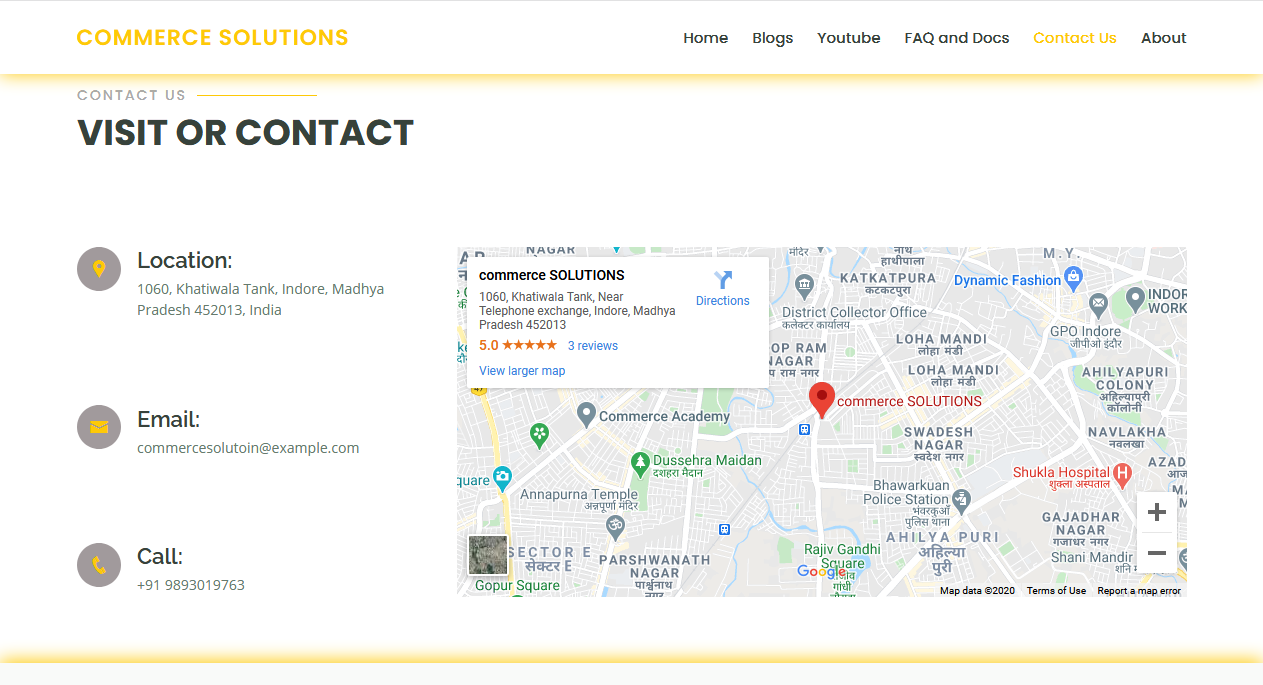 COMMERCE SOLUTIONS
Home Blogs Youtube FAQ and Docs Contact Us About
CONTACT US
VISIT OR CONTACT
Location:
1060, Khatiwala Tank, Indore, Madhya
Pradesh 452013, India
Email:
commercesolutoin@example.com
Call:
+91 9893019763
commerce SOLUTIONS
1060, Khatiwala Tank, Near
Telephone exchange, Indore, Madhya
Pradesh 452013
Directions
5.0 ★★★★★ 3 reviews
View larger map
NAGAR
मंदिर
नाथ
हाथीपाला
M.Y.
KATKATPURA
कटकटपुरा
Dynamic Fashion
INDOR
WORK
District Collector Office
कलेक्टर कार्यालय
GPO Indore
जीपीओ इंदौर
LOHA MANDI
लोहा मंडी
OP RAM
NAGAR
प राम नगर
LOHA MANDI
लोहा मंडी
AHILYAPURI
COLONY
अहिल्यापुरी
कॉलोनी
47
commerce SOLUTIONS
Commerce Academy
SWADESH
NAGAR
स्वदेश नगर
NAVLAKHA
नवलखा
Dussehra Maidan
दशहरा मैदान
AZAD
Shukla Hospital
शुक्ला अस्पताल
quare
Annapurna Temple
अन्नपूर्णा मंदिर
Bhawarkuan
Police Station
भंवरकुआँ
पुलिस थाना
GAJADHAR
NAGAR
गजाधर नगर
AHILYA PURI
अहिल्या
पुरी
SECTOR E
सेक्टर E
PARSHWANATH
NAGAR
पार्श्वनाथ
नगर
Rajiv Gandhi
Square
गांधी
Shani Mandir
शनि
Gopur Square
Google
Map data ©2020 Terms of Use Report a map error